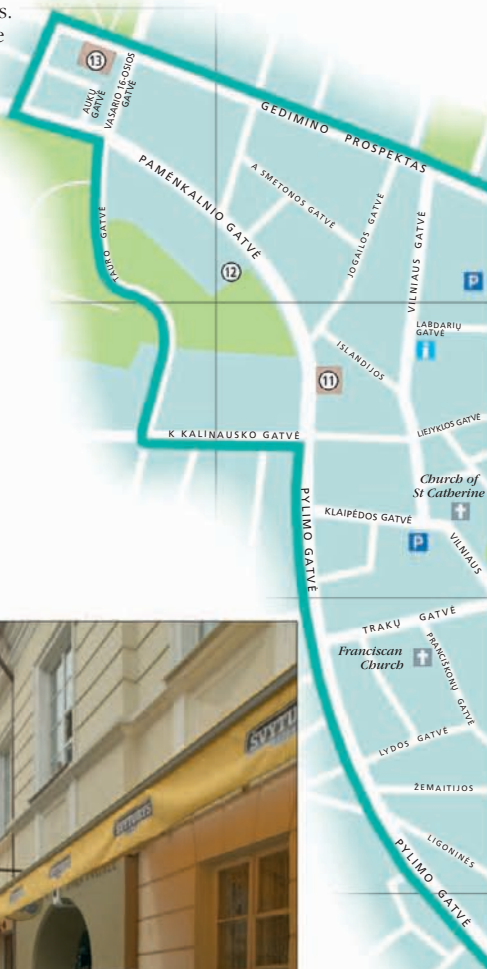 s.
e
13
AUKŲ
GATVĖ
VASARIO 16-OSIOS
GATVĖ
GEDIMINO PROSPEKTAS
PAMĖNKALNIO GATVĖ
A SMETONOS GATVĖ
JOGAILOS GATVĖ
VILNIAUS GATVĖ
TAURO GATVĖ
12
P
LABDARIŲ
GATVĖ
i
ISLANDIJOS
11
K KALINAUSKO GATVĖ
LIEJYKLOS GATVĖ
Church of
St Catherine
PYLIMO GATVĖ
KLAIPĖDOS GATVĖ
P
VILNIAUS
TRAKŲ GATVĖ
Franciscan
Church
PRANCIŠKONŲ GATVĖ
LYDOS GATVĖ
ŽEMAITIJOS
LIGONINĖS
PYLIMO GATVĖ
ŠVYTURYS